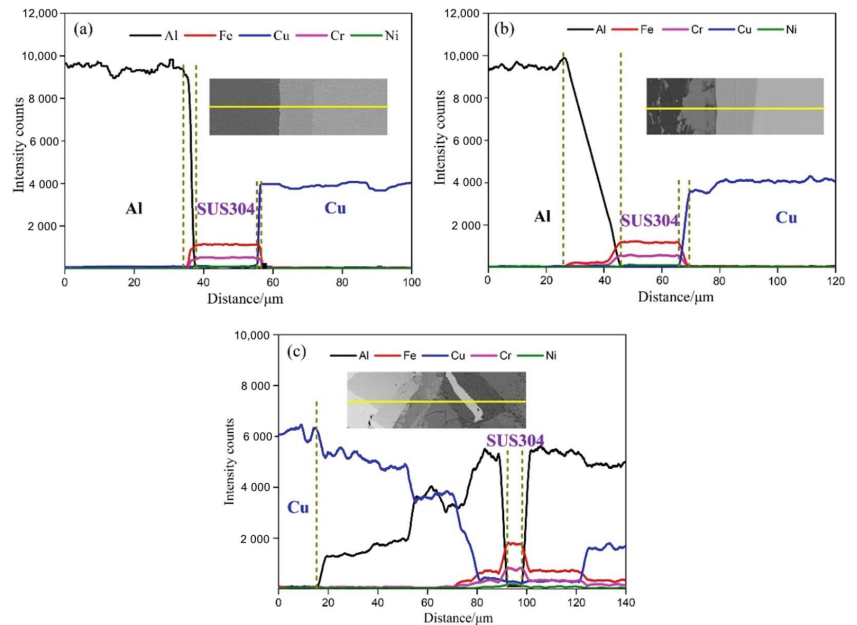 (a)
Al Fe Cu Cr Ni
12,000
10,000
8 000
6 000
4 000
2 000
Intensity counts
Al
SUS304
Cu
0 20 40 60 80 100
Distance/μm
(b)
Al Fe Cr Cu Ni
12,000
10,000
8 000
6 000
4 000
2 000
Intensity counts
Al
SUS304
Cu
0 20 40 60 80 100 120
Distance/μm
(c)
Al Fe Cu Cr Ni
10,000
8 000
6 000
4 000
2 000
Intensity counts
Cu
SUS304
0 20 40 60 80 100 120 140
Distance/μm